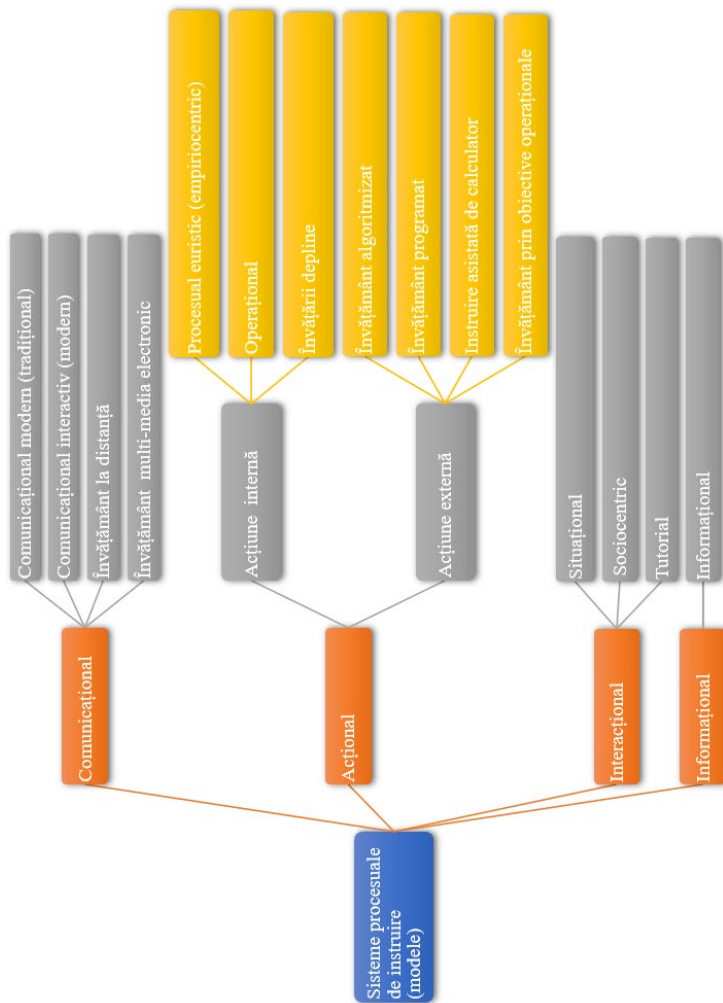 Sisteme procesuale
de instruire
(modele)
Comunicațional
Comunicațional modern (tradițional)
Comunicațional interactiv (modern)
Învățământ la distanță
Învățământ multi-media electronic
Acțional
Acțiune internă
Procesual euristic (empiriocentric)
Operațional
Învățării depline
Acțiune externă
Învățământ algoritmizat
Învățământ programat
Instruire asistată de calculator
Învățământ prin obiective operaționale
Interacțional
Situațional
Sociocentric
Tutorial
Informațional
Informațional